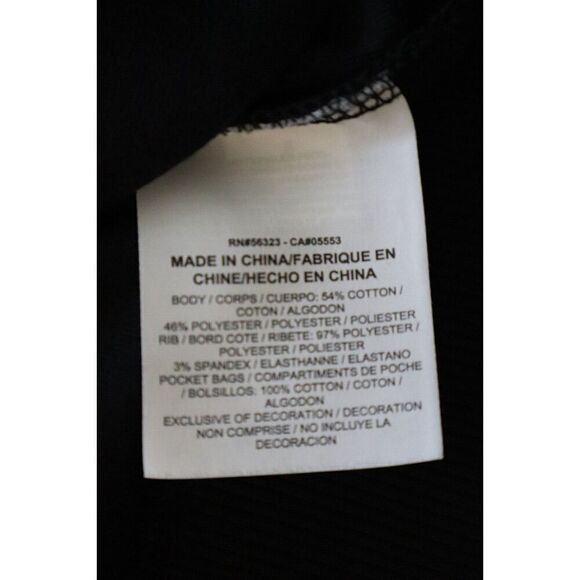 RN#56323 - CA#05553
MADE IN CHINA/FABRIQUE EN
CHINE/HECHO EN CHINA
BODY / CORPS / CUERPO: 54% COTTON /
COTON / ALGODON
46% POLYESTER / POLYESTER / POLIESTER
RIB / BORD COTE / RIBETE: 97% POLYESTER
/ POLYESTER / POLIESTER
3% SPANDEX / ELASTHANNE / ELASTANO
POCKET BAGS / COMPARTIMENTS DE POCHE
/ BOLSILLOS: 100% COTTON / COTON /
ALGODON
EXCLUSIVE OF DECORATION / DECORATION
NON COMPRISE / NO INCLUYE LA
DECORACION